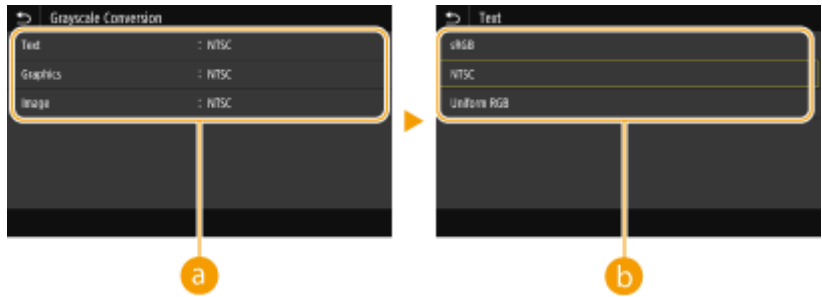 Grayscale Conversion
Text : NTSC
Graphics : NTSC
Image : NTSC
a
Text
sRGB
NTSC
Uniform RGB
b